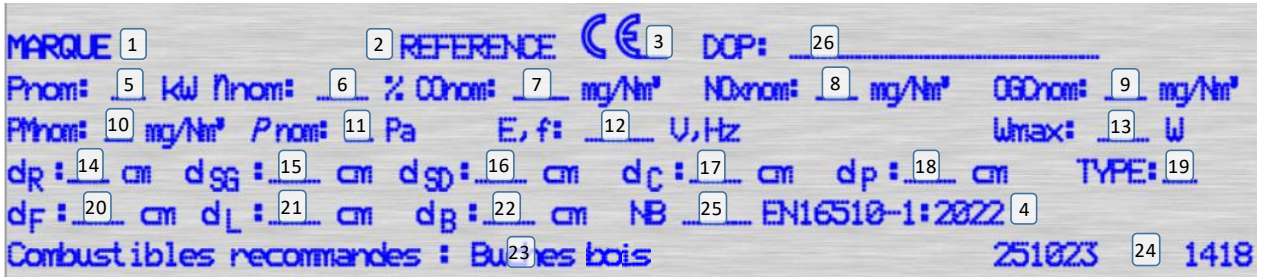 MARQUE 1 2 REFERENCE CE 3 DOP: 26
Pnom: 5 kW ηnom: 6 % COnom: 7 mg/Nm³ NOxnom: 8 mg/Nm³ OGCnom: 9 mg/Nm³
PMnom: 10 mg/Nm³ Pnom: 11 Pa E,f: 12 V,Hz Wmax: 13 W
dR: 14 cm dSG: 15 cm dSD: 16 cm dC: 17 cm dP: 18 cm TYPE: 19
dF: 20 cm dL: 21 cm dB: 22 cm NB 25 EN16510-1:2022 4
Combustibles recommandes : 23 bois 251023 24 1418